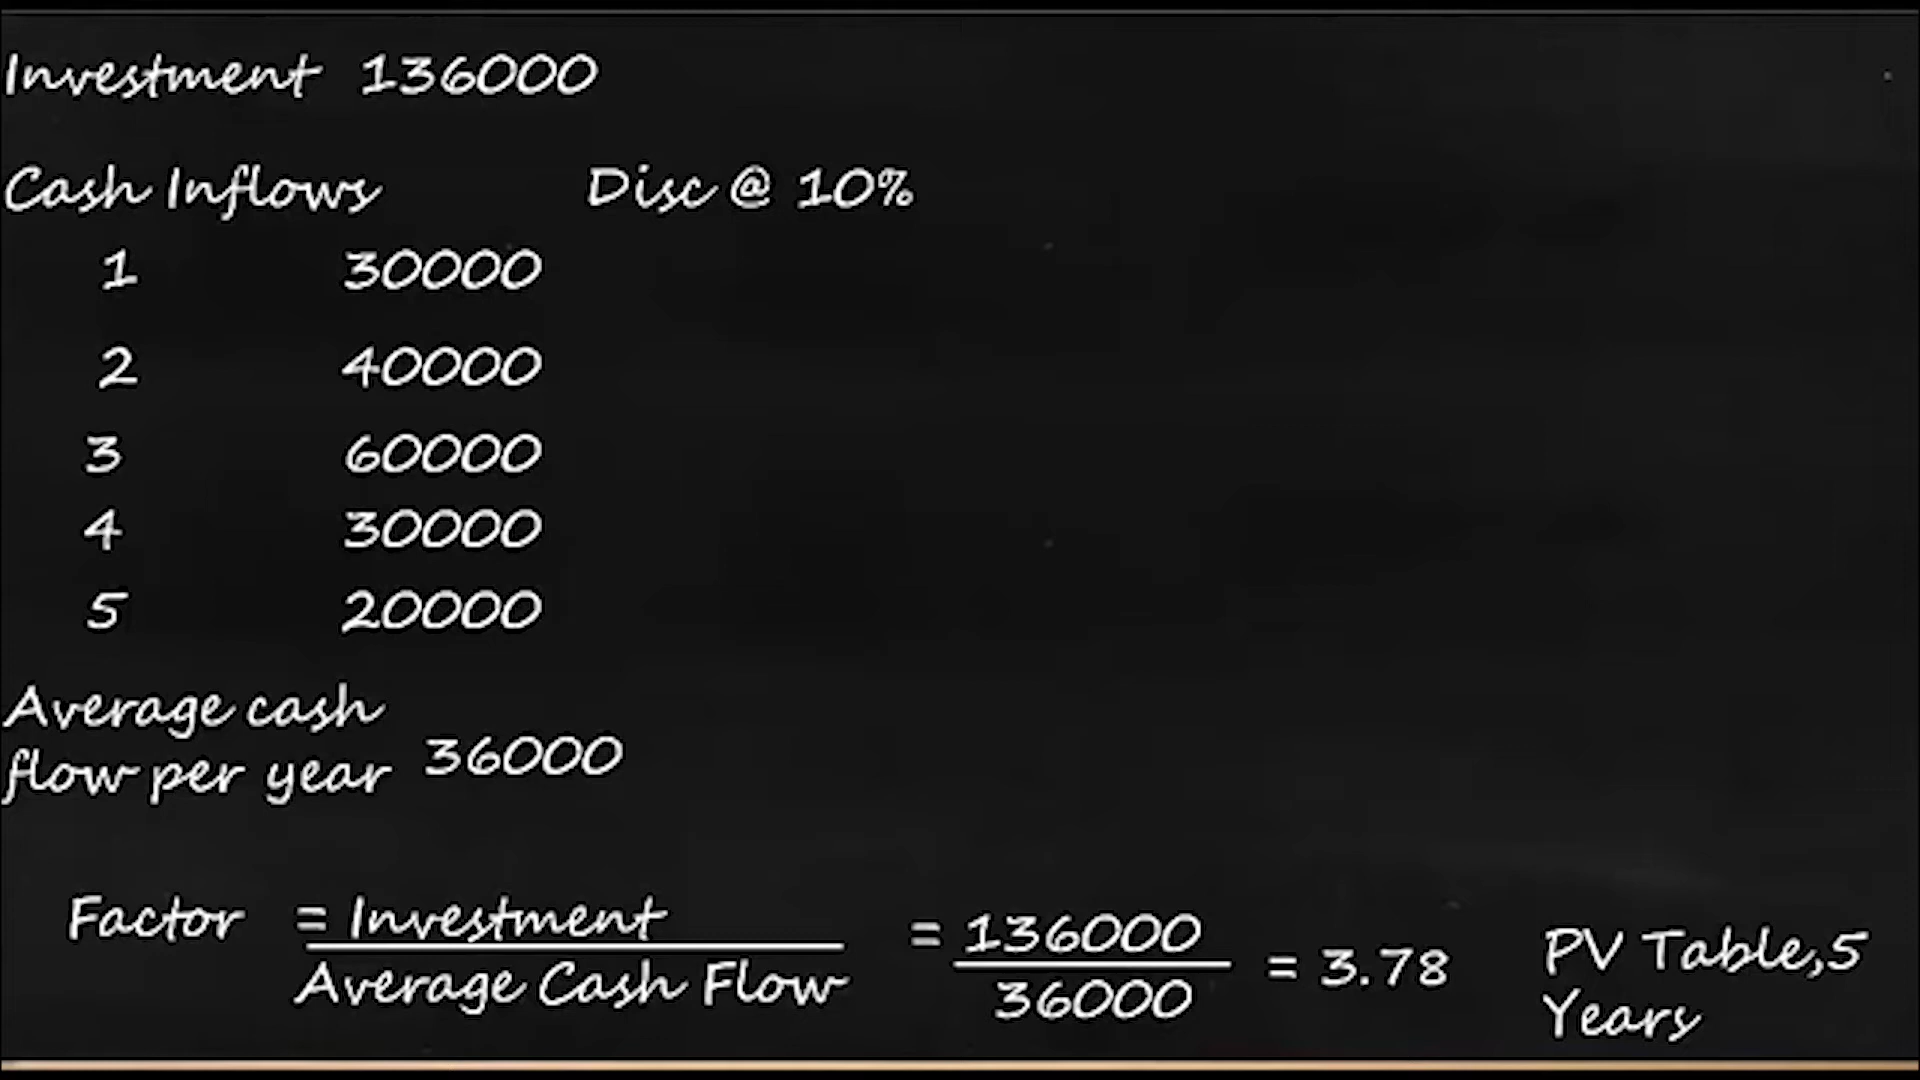 Investment 136000
Cash Inflows Disc @ 10%
1 30000
2 40000
3 60000
4 30000
5 20000
Average cash
flow per year 36000
Factor = Investment
Average Cash Flow
= 136000
36000
= 3.78
PV Table,5
Years